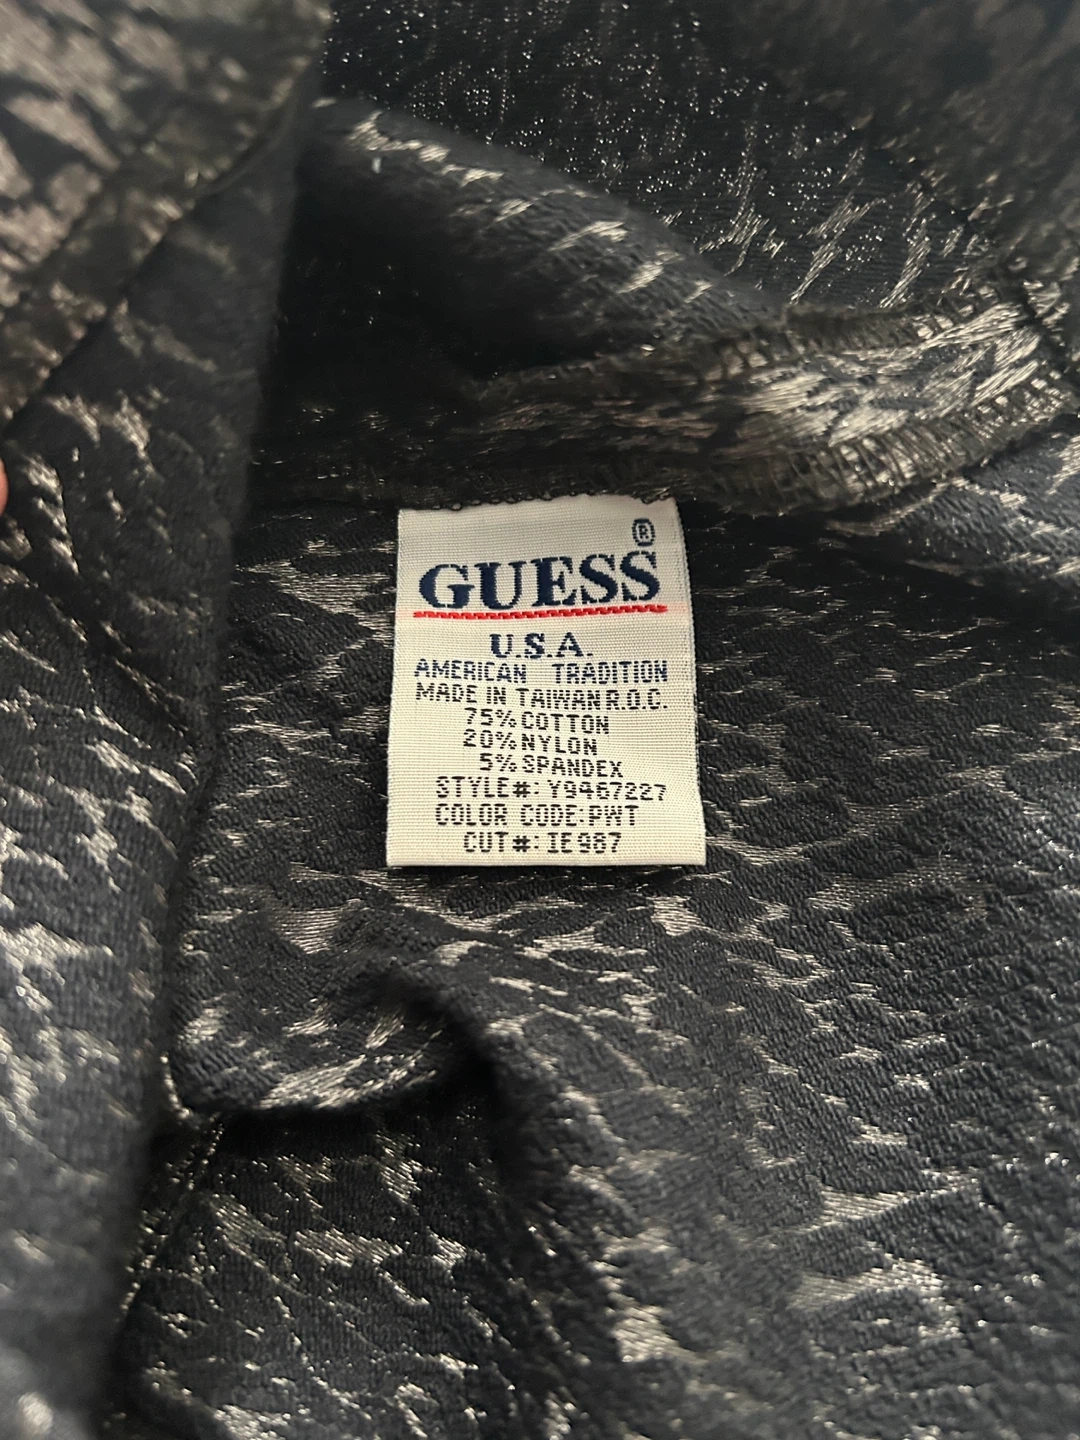 ®
GUESS
U.S.A.
AMERICAN TRADITION
MADE IN TAIWAN R.O.C.
75% COTTON
20% NYLON
5% SPANDEX
STYLE#: Y9467227
COLOR CODE: PWT
CUT#: IE987